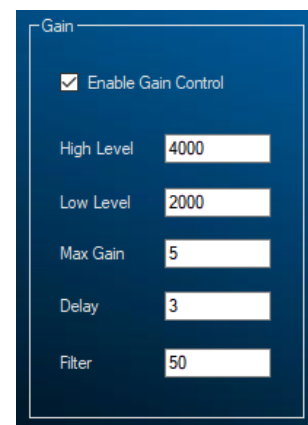 Gain
Enable Gain Control
High Level 4000
Low Level 2000
Max Gain 5
Delay 3
Filter 50